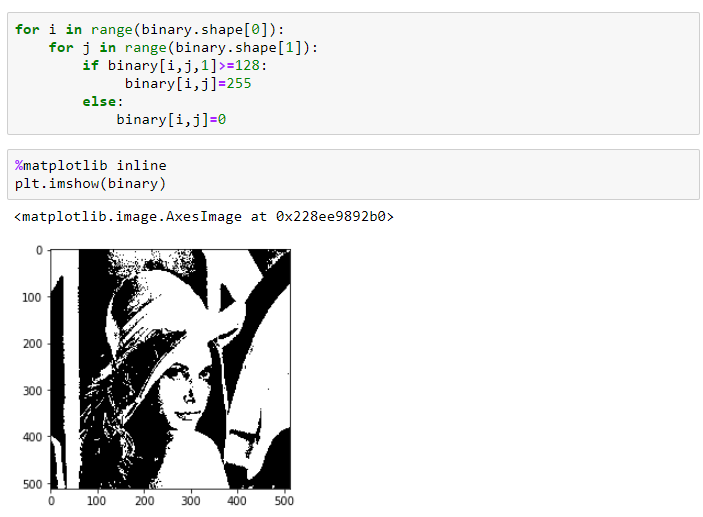 for i in range(binary.shape[0]):
    for j in range(binary.shape[1]):
        if binary[i,j,1]>=128:
             binary[i,j]=255
        else:
            binary[i,j]=0
%matplotlib inline
plt.imshow(binary)
<matplotlib.image.AxesImage at 0x228ee9892b0>
0
100
200
300
400
500
0 100 200 300 400 500